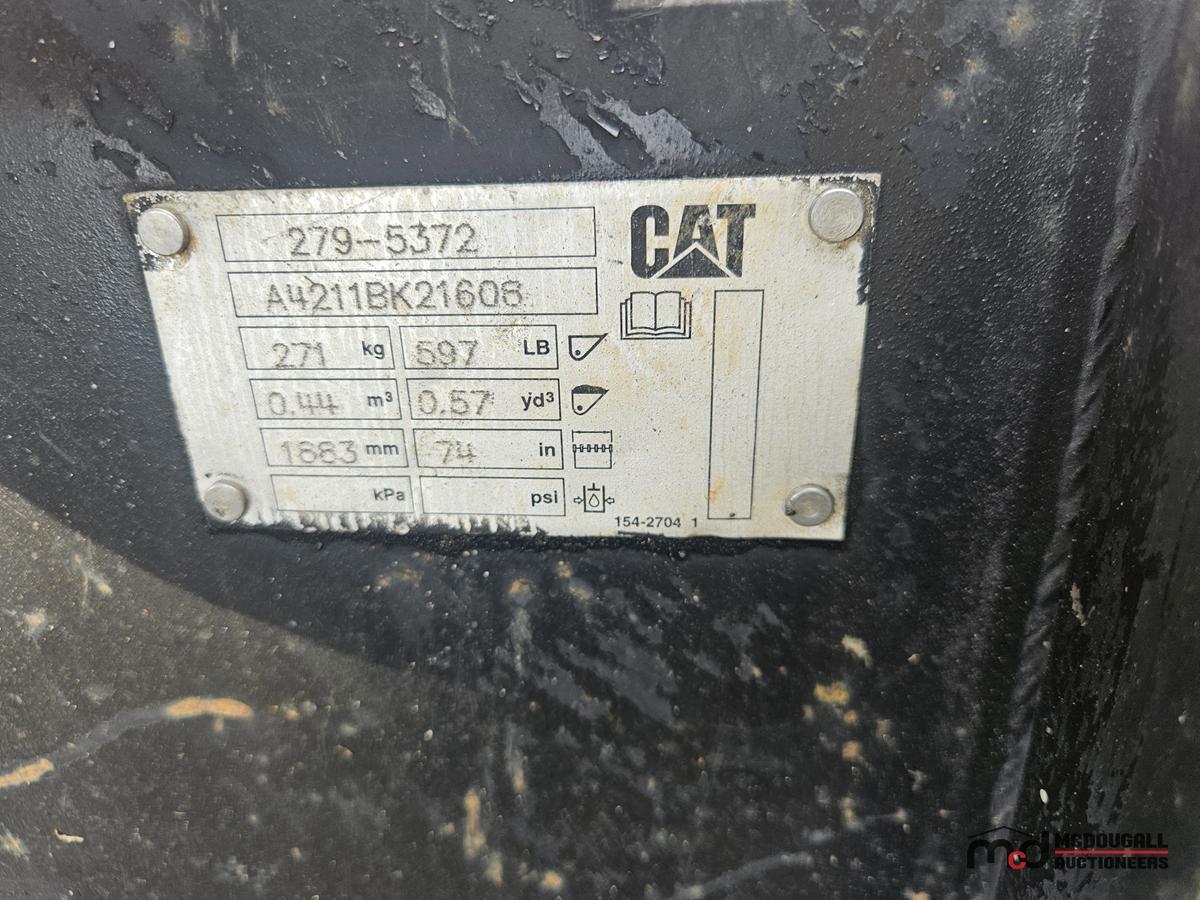 279-5372
CAT
A4211BK21608
271 kg 597 LB
0.44 m³ 0.57 yd³
1883 mm 74 in
kPa psi
154-2704 1
mcd MCDOUGALL
AUCTIONEERS